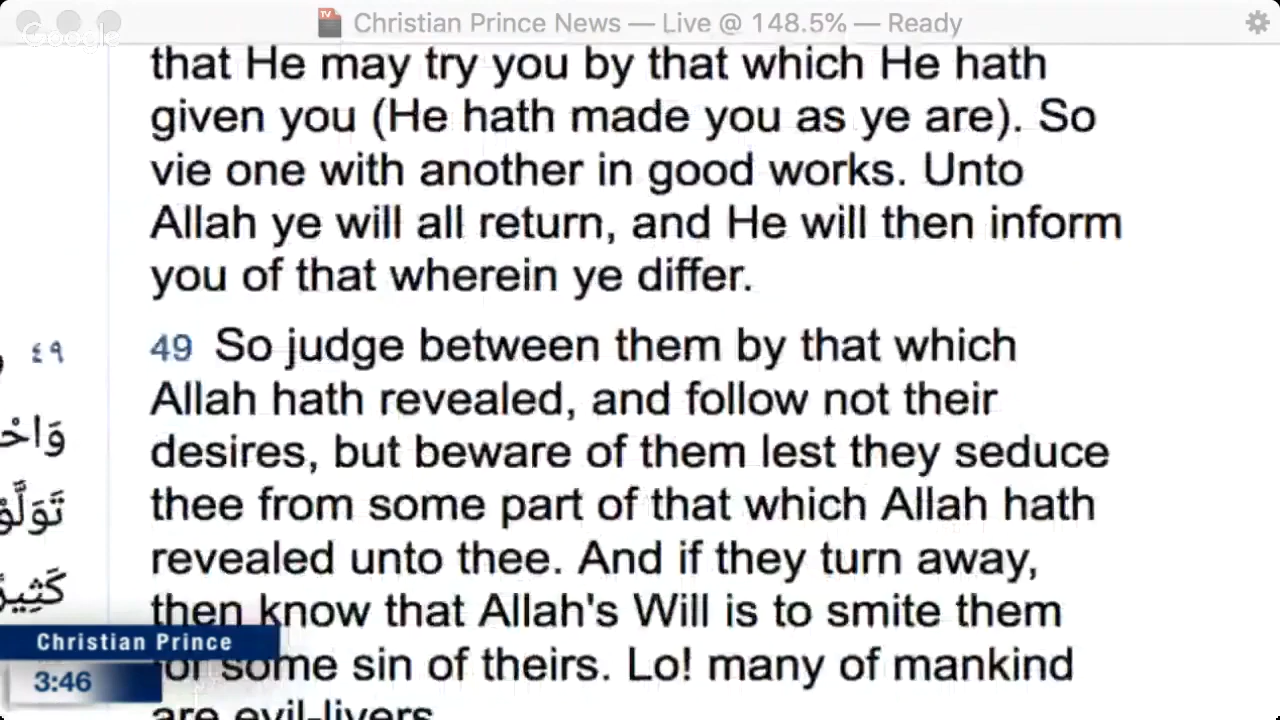 Christian Prince News — Live @ 148.5% — Ready
Google
that He may try you by that which He hath
given you (He hath made you as ye are). So
vie one with another in good works. Unto
Allah ye will all return, and He will then inform
you of that wherein ye differ.
49 So judge between them by that which
Allah hath revealed, and follow not their
desires, but beware of them lest they seduce
thee from some part of that which Allah hath
revealed unto thee. And if they turn away,
then know that Allah's Will is to smite them
for some sin of theirs. Lo! many of mankind
are evil-livers
٤٩
Christian Prince
3:46